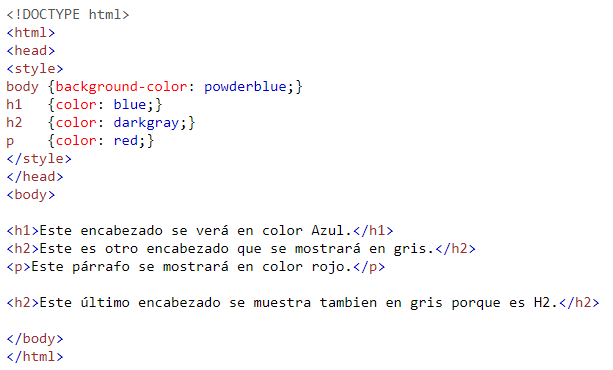 <!DOCTYPE html>
<html>
<head>
<style>
body {background-color: powderblue;}
h1   {color: blue;}
h2   {color: darkgray;}
p    {color: red;}
</style>
</head>
<body>

<h1>Este encabezado se verá en color Azul.</h1>
<h2>Este es otro encabezado que se mostrará en gris.</h2>
<p>Este párrafo se mostrará en color rojo.</p>

<h2>Este último encabezado se muestra tambien en gris porque es H2.</h2>

</body>
</html>